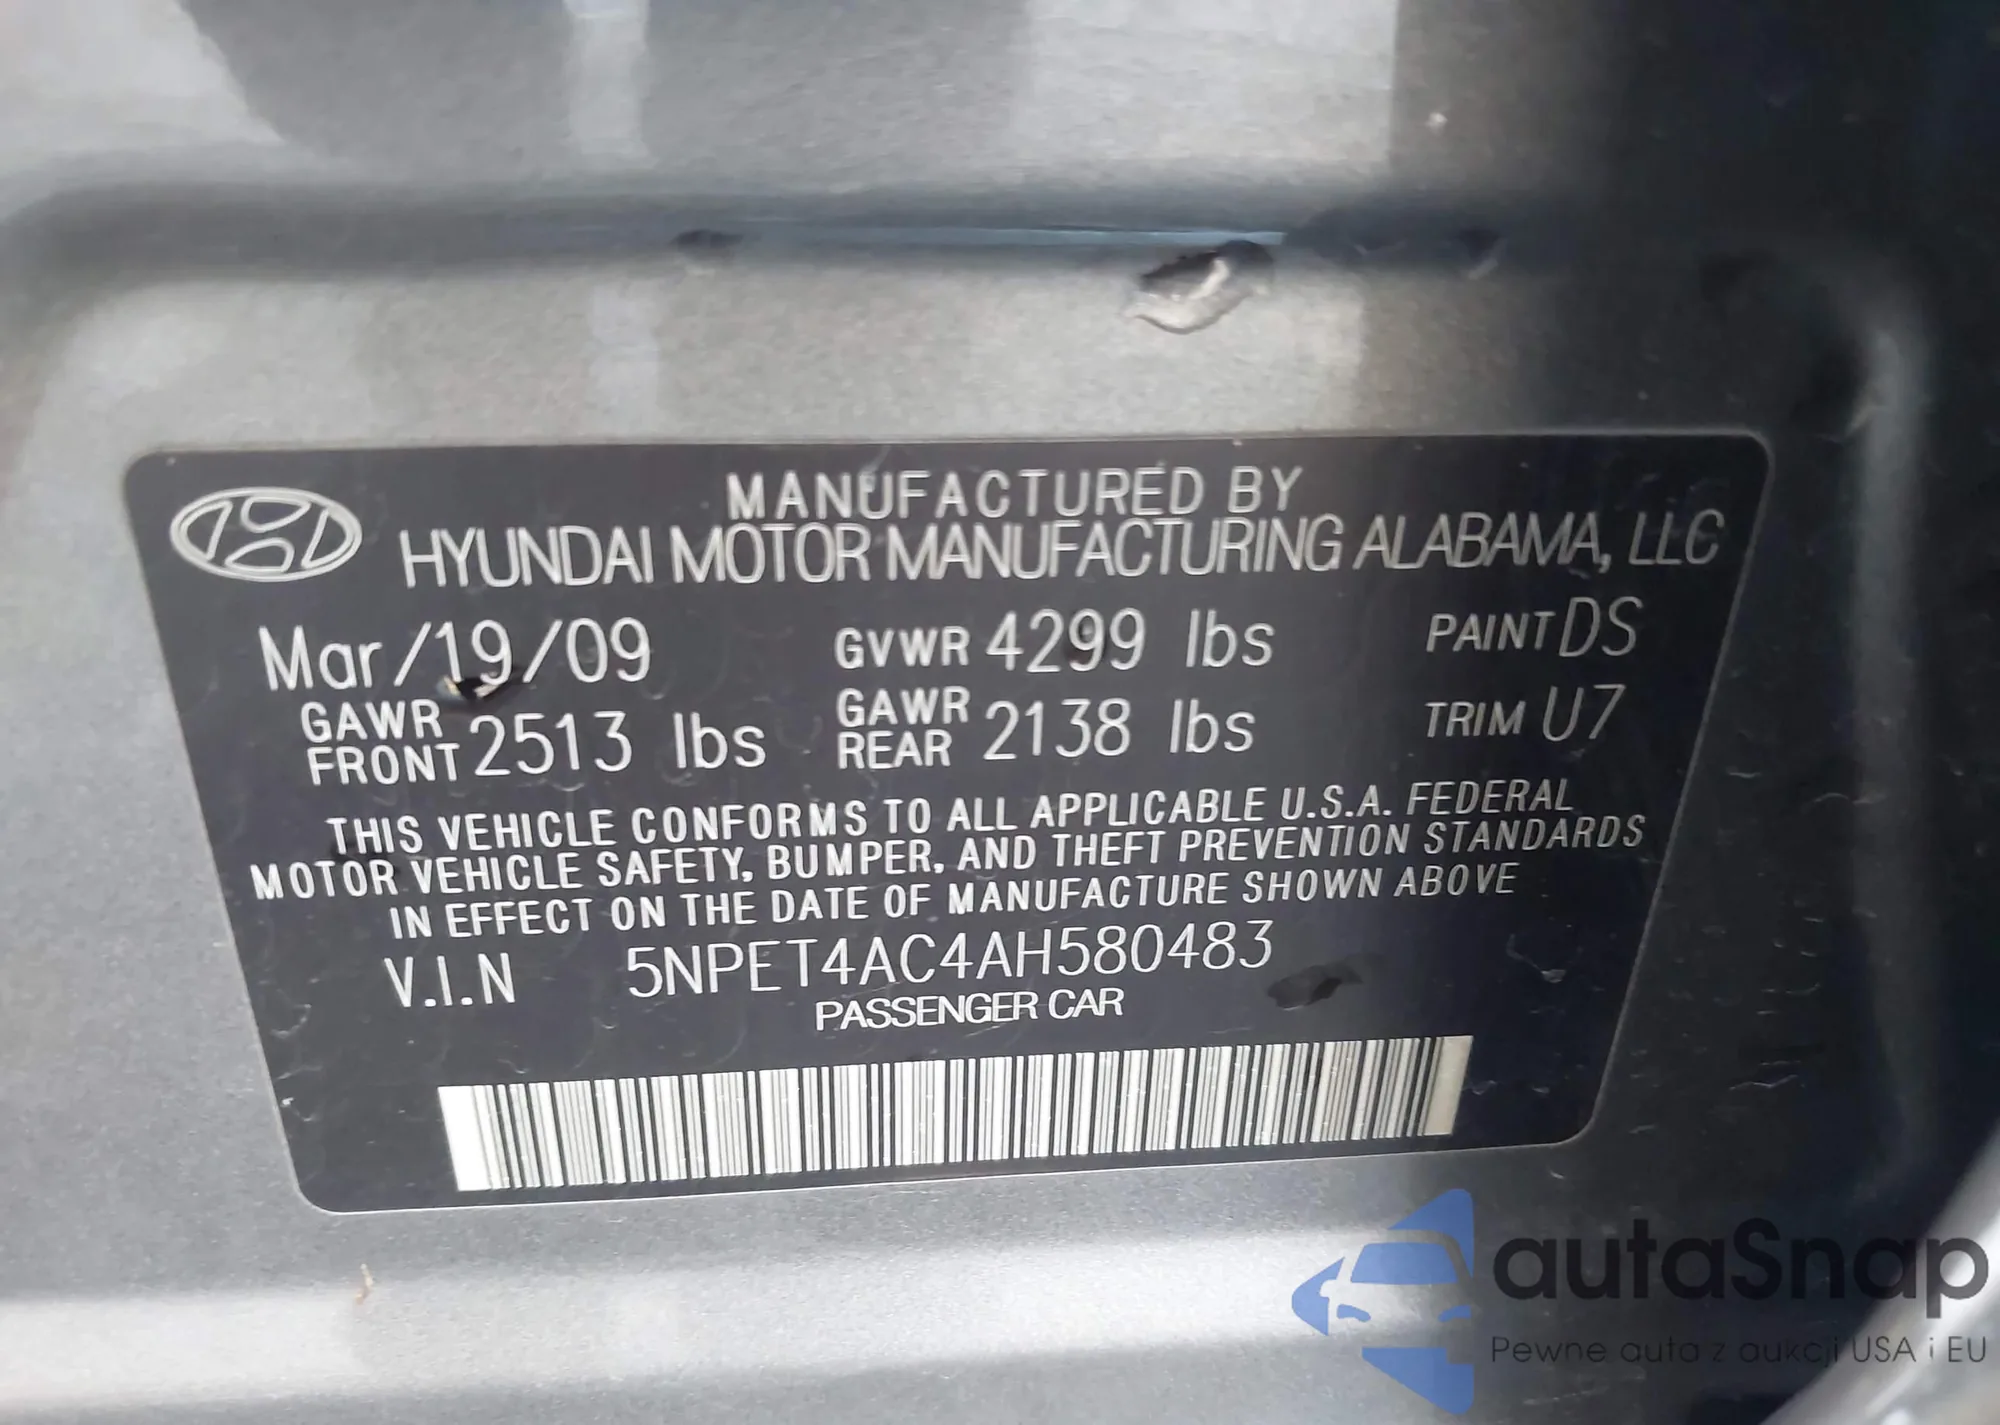 MANUFACTURED BY
HYUNDAI MOTOR MANUFACTURING ALABAMA, LLC
Mar/19/09 GVWR 4299 lbs PAINT DS
GAWR FRONT 2513 lbs GAWR REAR 2138 lbs TRIM U7
THIS VEHICLE CONFORMS TO ALL APPLICABLE U.S.A. FEDERAL
MOTOR VEHICLE SAFETY, BUMPER, AND THEFT PREVENTION STANDARDS
IN EFFECT ON THE DATE OF MANUFACTURE SHOWN ABOVE
V.I.N 5NPET4AC4AH580483
PASSENGER CAR
autaSnap
Pewne auta z aukcji USA i EU